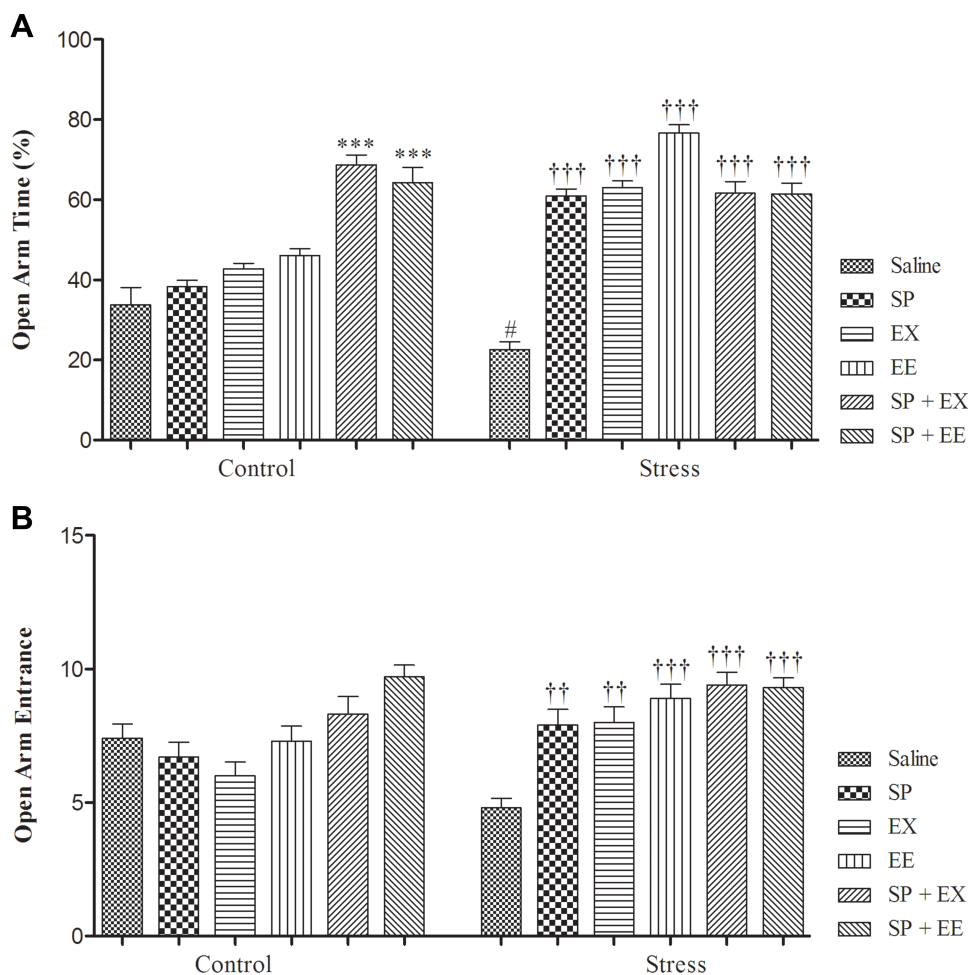 A
Open Arm Time (%)
100
80
60
40
20
0
***
***
#
†††
†††
†††
†††
†††
Control
Stress
Saline
SP
EX
EE
SP + EX
SP + EE
B
Open Arm Entrance
15
10
5
0
††
††
†††
†††
†††
Control
Stress
Saline
SP
EX
EE
SP + EX
SP + EE